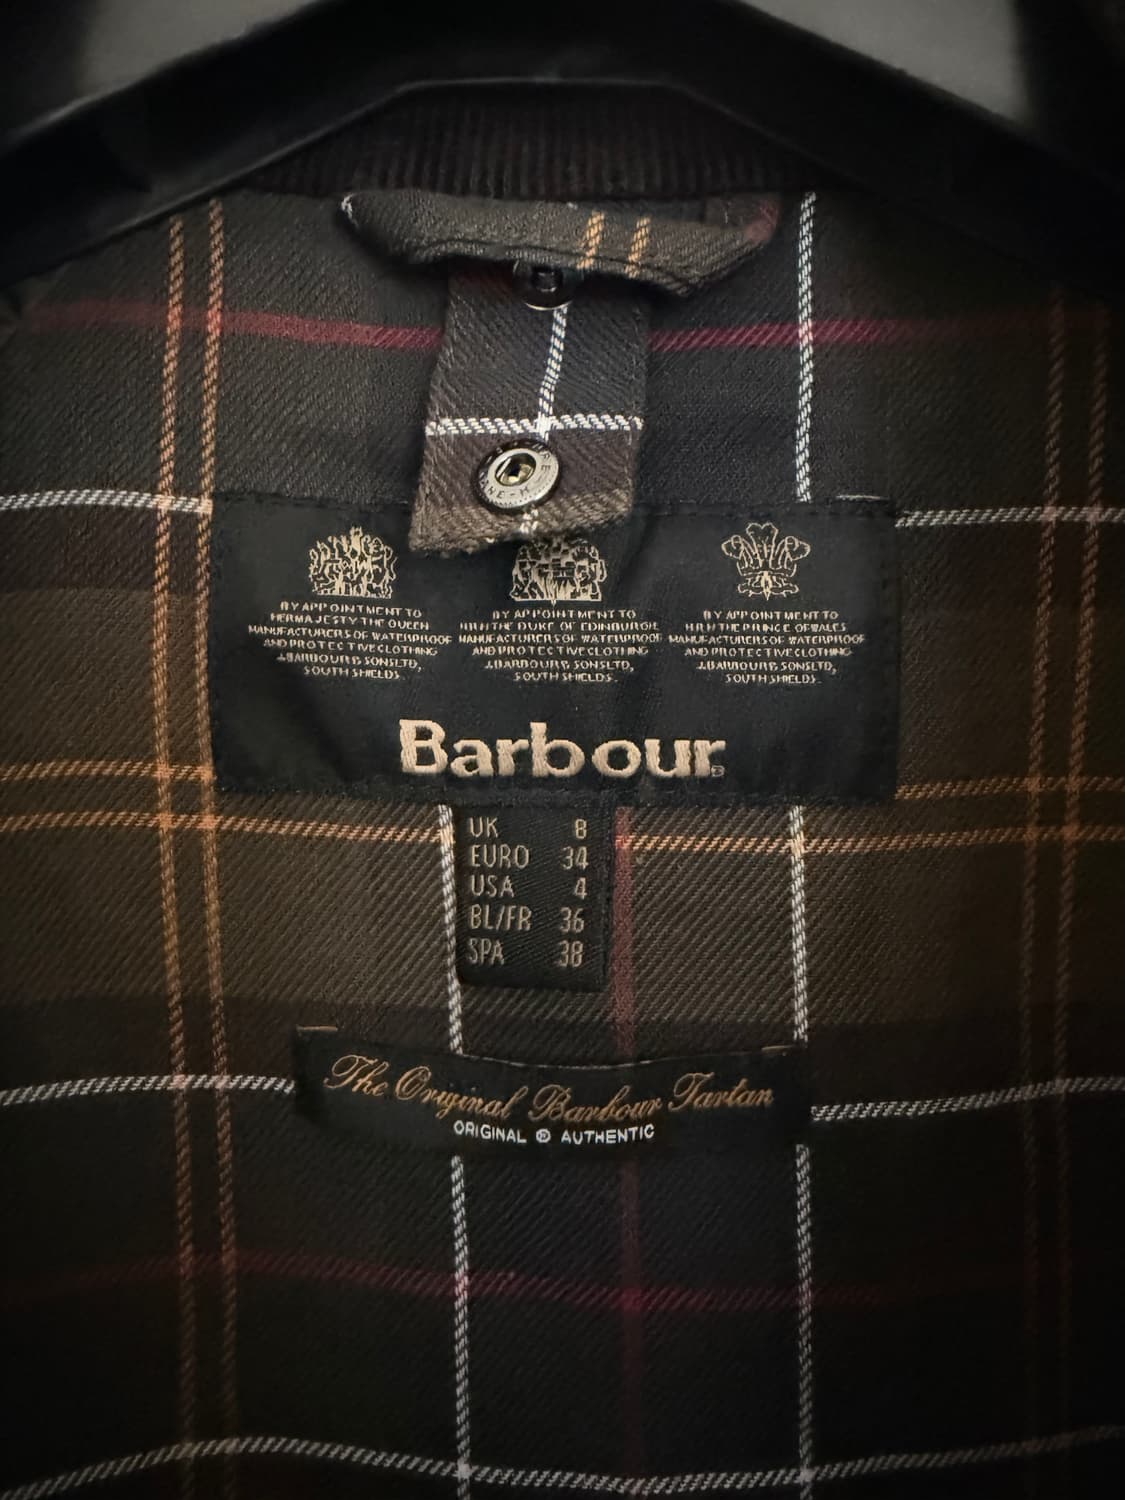 BY APPOINTMENT TO
HER MAJESTY THE QUEEN
MANUFACTURERS OF WATERPROOF
AND PROTECTIVE CLOTHING
J.BARBOUR & SONS LTD,
SOUTH SHIELDS.
BY APPOINTMENT TO
H.R.H THE DUKE OF EDINBURGH
MANUFACTURERS OF WATERPROOF
AND PROTECTIVE CLOTHING
J.BARBOUR & SONS LTD,
SOUTH SHIELDS.
BY APPOINTMENT TO
H.R.H THE PRINCE OF WALES
MANUFACTURERS OF WATERPROOF
AND PROTECTIVE CLOTHING
J.BARBOUR & SONS LTD,
SOUTH SHIELDS
Barbour®
UK 8
EURO 34
USA 4
BL/FR 36
SPA 38
The Original Barbour Tartan
ORIGINAL ® AUTHENTIC